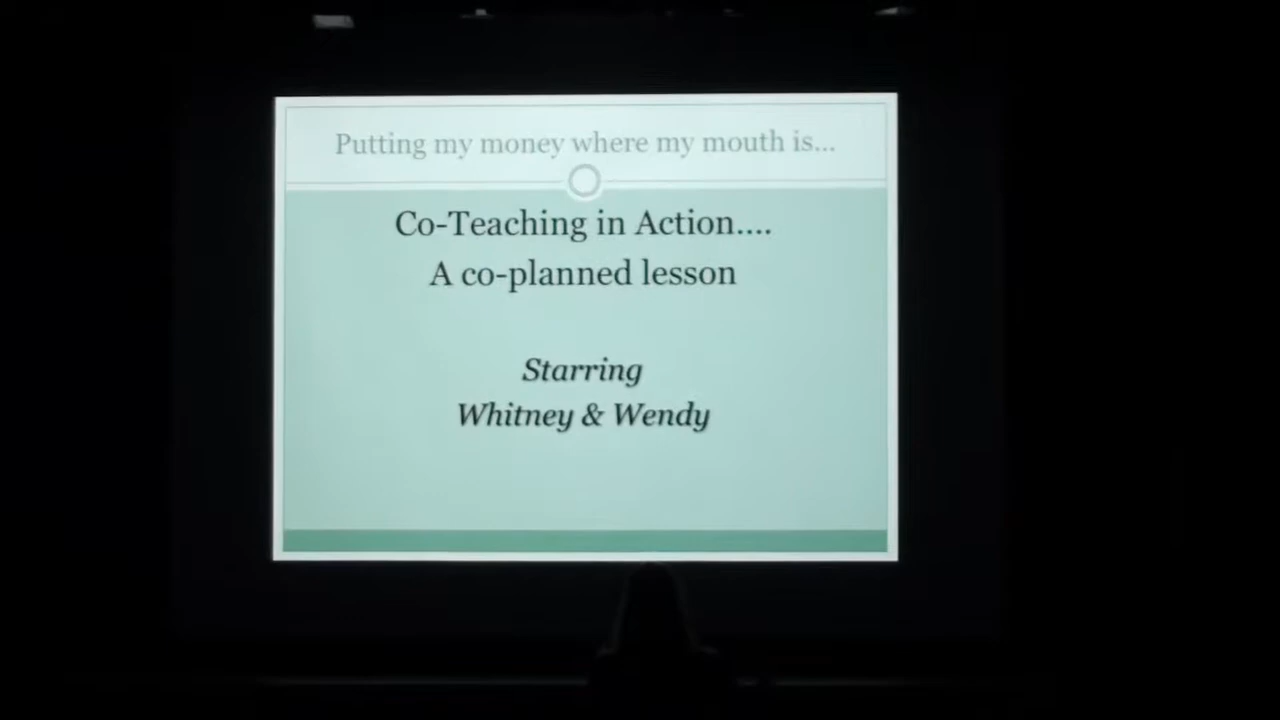 Putting my money where my mouth is...
Co-Teaching in Action....
A co-planned lesson
Starring
Whitney & Wendy